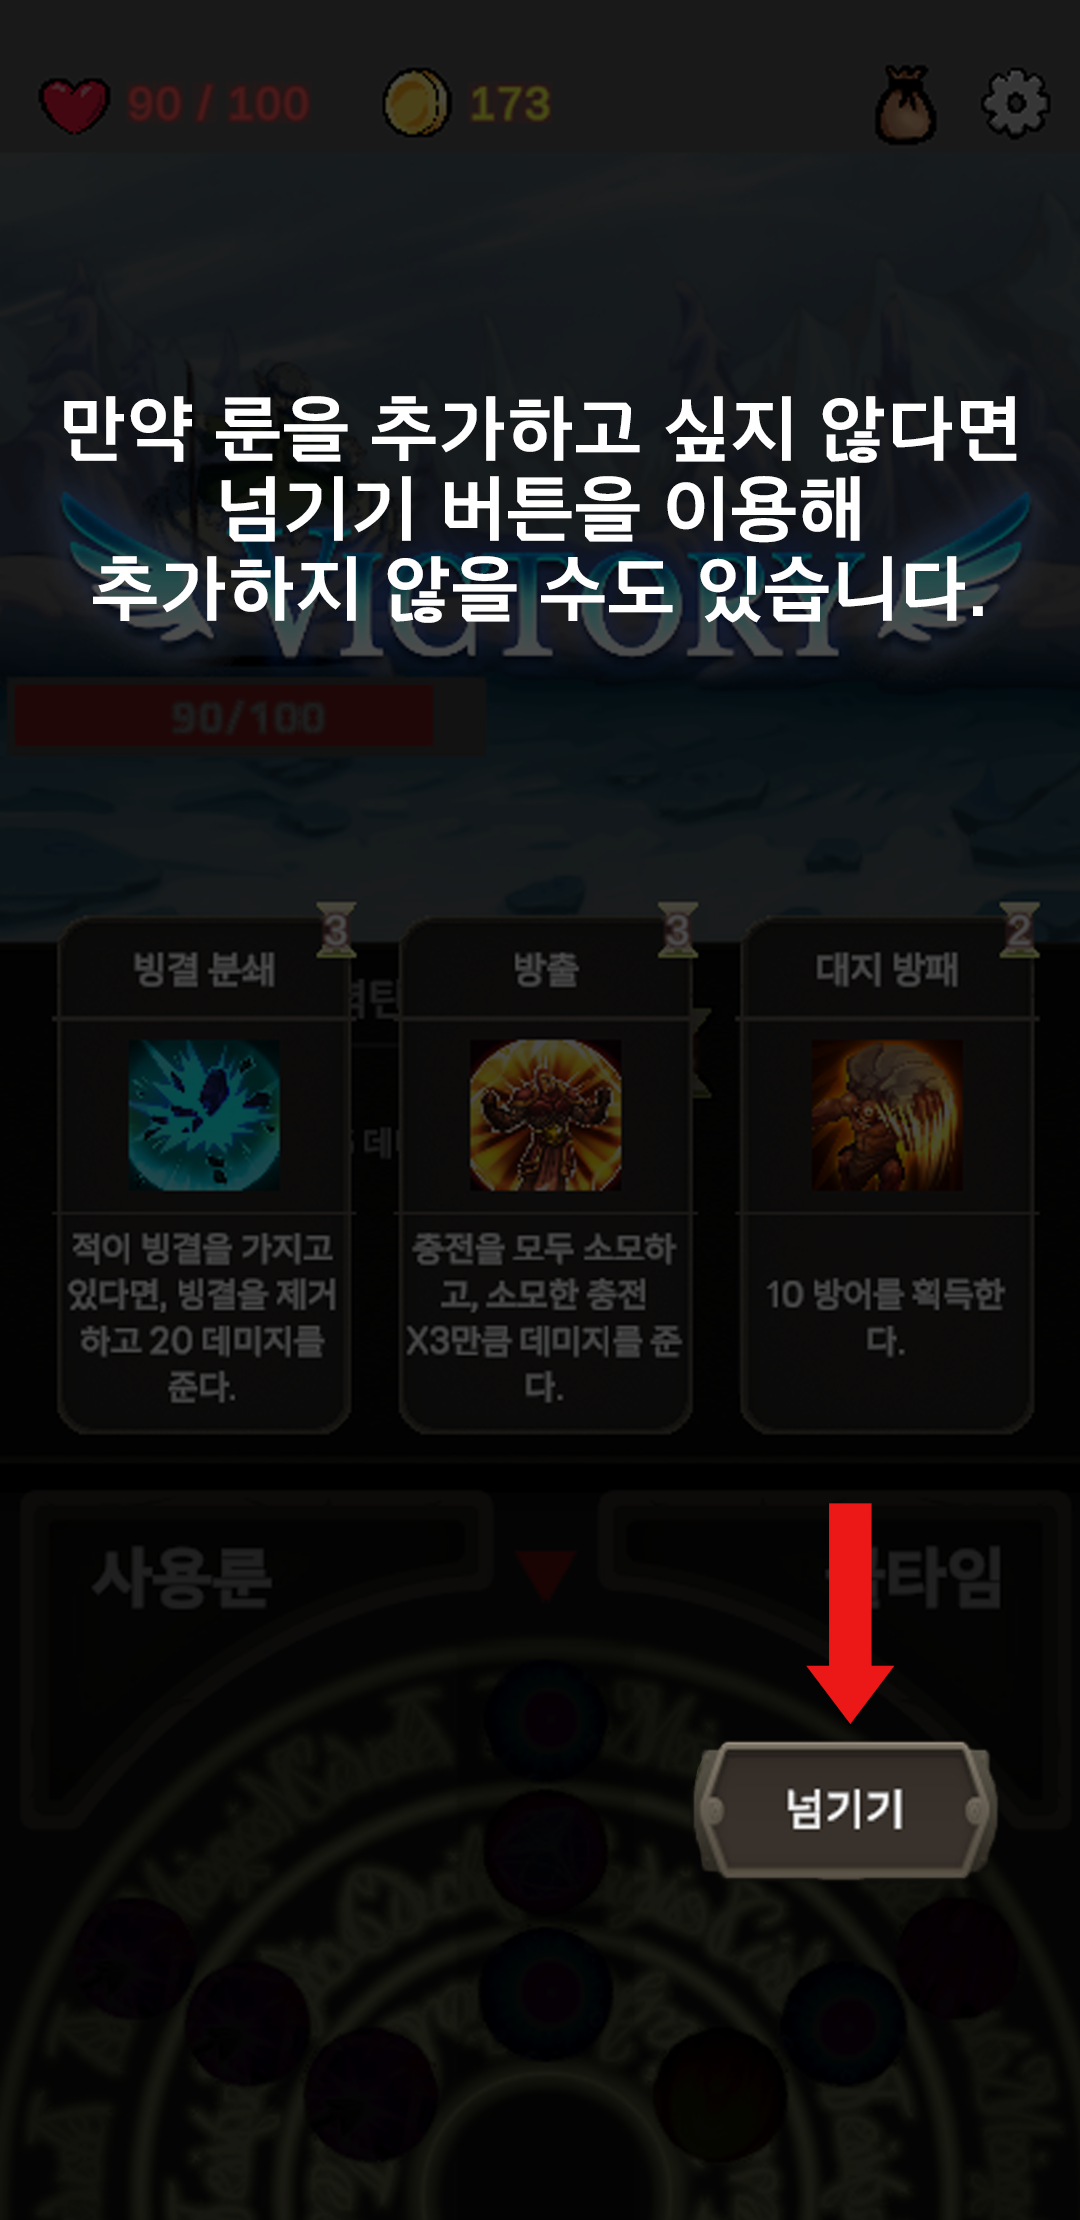 90 / 100
173
만약 룬을 추가하고 싶지 않다면
넘기기 버튼을 이용해
추가하지 않을 수도 있습니다.
VICTORY
90/100
3
3
2
빙결 분쇄
방출
대지 방패
적이 빙결을 가지고
있다면, 빙결을 제거
하고 20 데미지를
준다.
충전을 모두 소모하
고, 소모한 충전
X3만큼 데미지를 준
다.
10 방어를 획득한
다.
사용룬
타임
넘기기